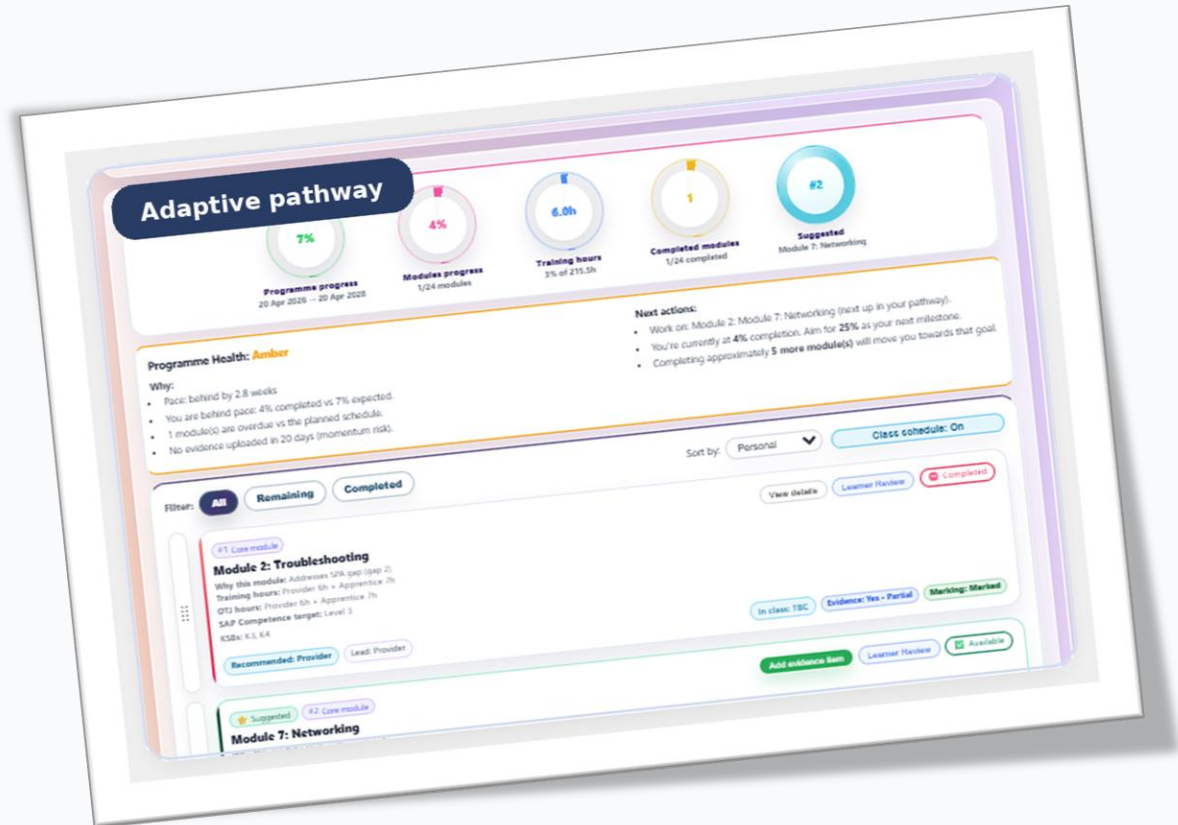 Adaptive pathway
7%
Programme progress
20 Apr 2026 → 20 Apr 2028
4%
Modules progress
1/24 modules
6.0h
Training hours
3% of 215.5h
1
Completed modules
1/24 completed
#2
Suggested
Module 7: Networking
Programme Health: Amber
Why:
• Pace: behind by 2.8 weeks
• You are behind pace: 4% completed vs 7% expected.
• 1 module(s) are overdue vs the planned schedule.
• No evidence uploaded in 20 days (momentum risk).
Next actions:
• Work on: Module 2: Module 7: Networking (next up in your pathway).
• You're currently at 4% completion. Aim for 25% as your next milestone.
• Completing approximately 5 more module(s) will move you towards that goal.
Filter: All Remaining Completed
Sort by: Personal Class schedule: On
#1 Core module
View details Learner Review Completed
Module 2: Troubleshooting
Why this module: Addresses SPA gap (gap 2)
Training hours: Provider 6h + Apprentice 7h
OTJ hours: Provider 6h + Apprentice 7h
SAP Competence target: Level 3
KSBs: K3, K4
Recommended: Provider Lead: Provider
In class: TBC Evidence: Yes - Partial Marking: Marked
Add evidence item Learner Review Available
Suggested #2 Core module
Module 7: Networking